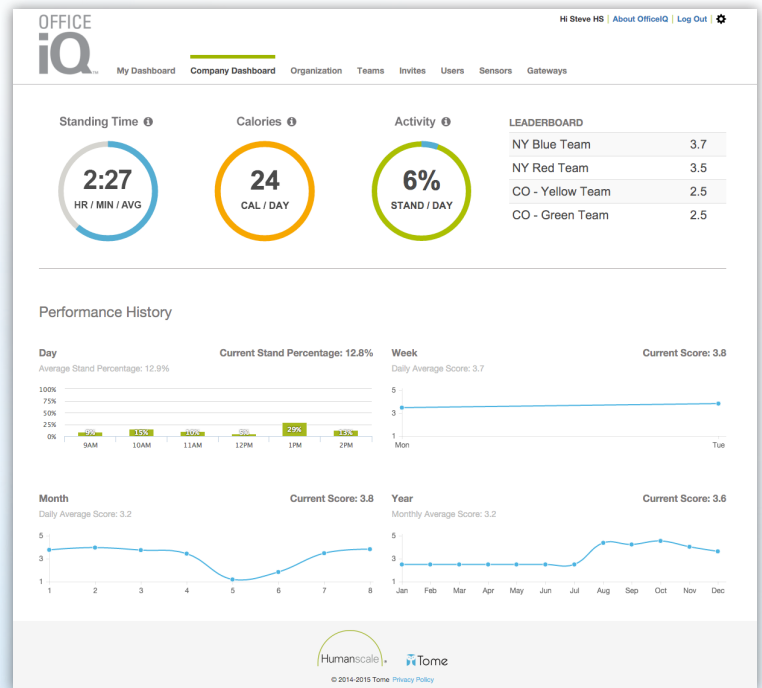 OFFICE
iQ™
Hi Steve HS | About OfficeIQ | Log Out |
My Dashboard Company Dashboard Organization Teams Invites Users Sensors Gateways
Standing Time
2:27
HR / MIN / AVG
Calories
24
CAL / DAY
Activity
6%
STAND / DAY
LEADERBOARD
NY Blue Team 3.7
NY Red Team 3.5
CO - Yellow Team 2.5
CO - Green Team 2.5
Performance History
Day Current Stand Percentage: 12.8%
Average Stand Percentage: 12.9%
100%
75%
50%
25%
0%
9% 15% 10% 29% 13%
9AM 10AM 11AM 12PM 1PM 2PM
Week Current Score: 3.8
Daily Average Score: 3.7
5
3
1
Mon Tue
Month Current Score: 3.8
Daily Average Score: 3.2
5
3
1
1 2 3 4 5 6 7 8
Year Current Score: 3.6
Monthly Average Score: 3.2
5
3
1
Jan Feb Mar Apr May Jun Jul Aug Sep Oct Nov Dec
Humanscale® Tome
© 2014-2015 Tome Privacy Policy